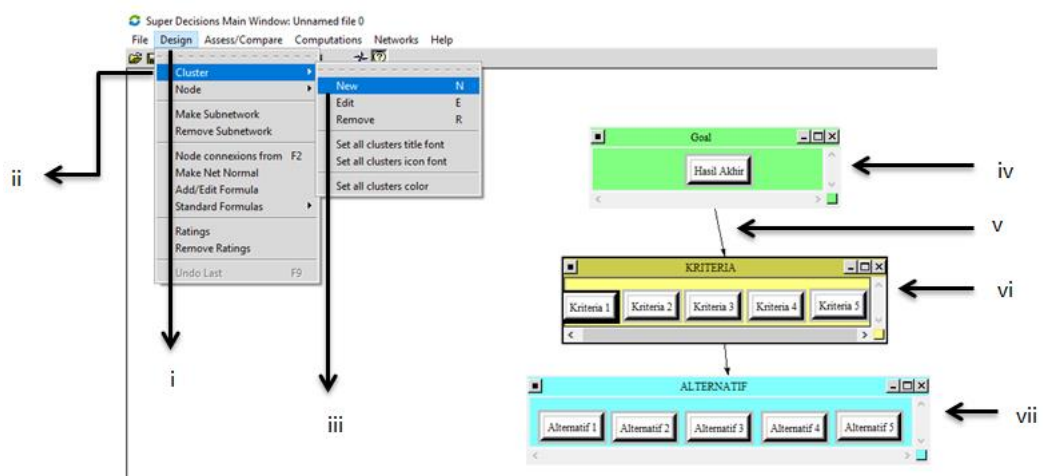 Super Decisions Main Window: Unnamed file 0
File Design Assess/Compare Computations Networks Help
Cluster
Node
Make Subnetwork
Remove Subnetwork
Node connexions from F2
Make Net Normal
Add/Edit Formula
Standard Formulas
Ratings
Remove Ratings
Undo Last F9
New N
Edit E
Remove R
Set all clusters title font
Set all clusters icon font
Set all clusters color
ii
i
iii
Goal
Hasil Akhir
iv
v
KRITERIA
Kriteria 1 Kriteria 2 Kriteria 3 Kriteria 4 Kriteria 5
vi
ALTERNATIF
Alternatif 1 Alternatif 2 Alternatif 3 Alternatif 4 Alternatif 5
vii